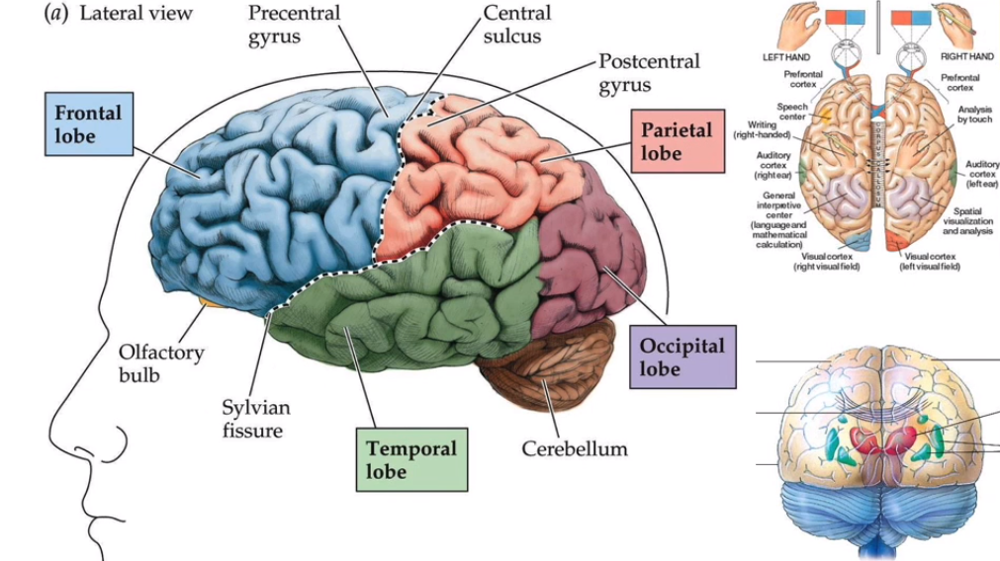 (a) Lateral view
Precentral
gyrus
Central
sulcus
Postcentral
gyrus
Frontal
lobe
Parietal
lobe
Olfactory
bulb
Sylvian
fissure
Temporal
lobe
Cerebellum
Occipital
lobe
LEFT HAND
RIGHT HAND
Prefrontal
cortex
Prefrontal
cortex
Speech
center
Writing
(right-handed)
Analysis
by touch
Auditory
cortex
(right ear)
Auditory
cortex
(left ear)
General
interpretive
center
(language and
mathematical
calculation)
Spatial
visualization
and analysis
Visual cortex
(right visual field)
Visual cortex
(left visual field)